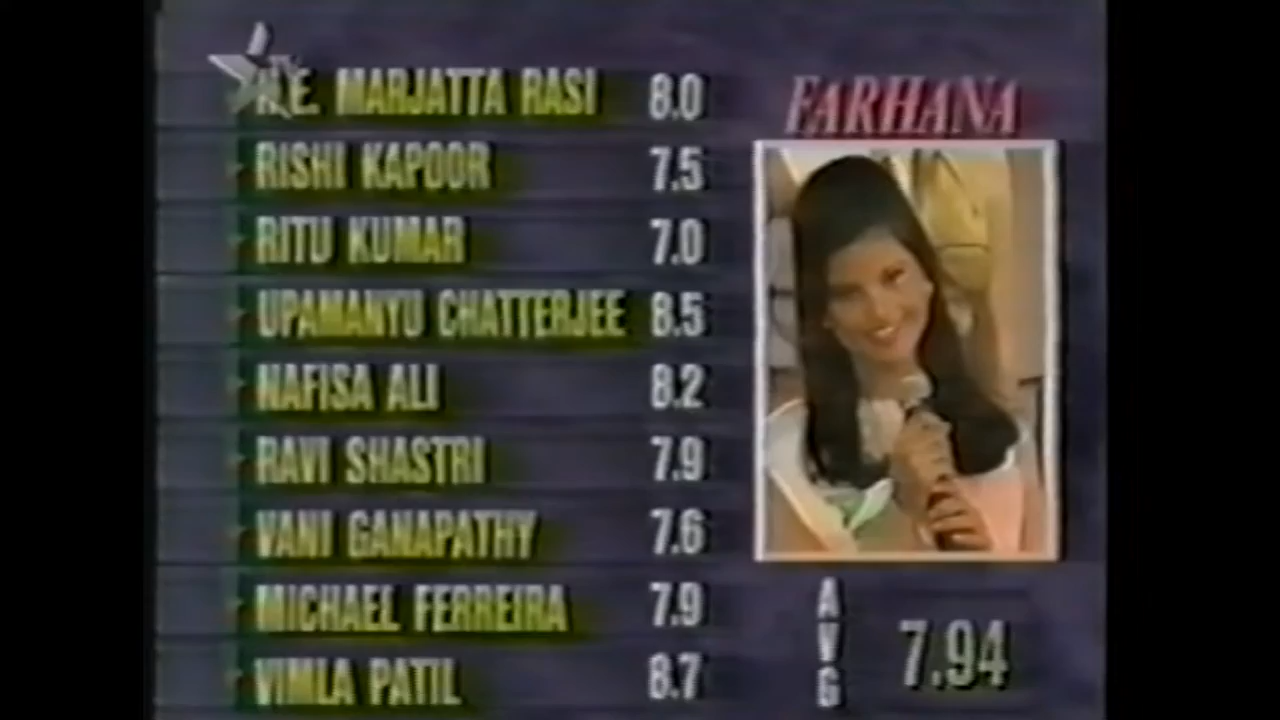 H.E. MARJATTA RASI 8.0
RISHI KAPOOR 7.5
RITU KUMAR 7.0
UPAMANYU CHATTERJEE 8.5
NAFISA ALI 8.2
RAVI SHASTRI 7.9
VANI GANAPATHY 7.6
MICHAEL FERREIRA 7.9
VIMLA PATIL 8.7
FARHANA
AVG 7.94